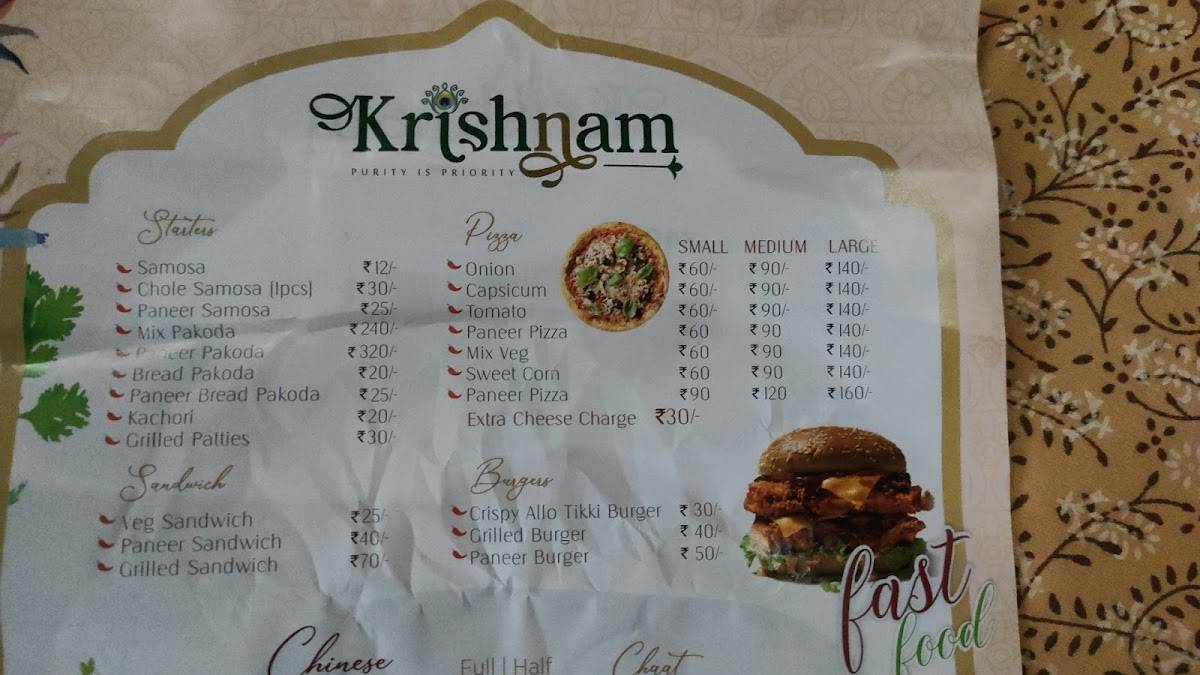 Krishnam
PURITY IS PRIORITY
Starters
Samosa ₹12/-
Chole Samosa (1pcs) ₹30/-
Paneer Samosa ₹25/-
Mix Pakoda ₹240/-
Paneer Pakoda ₹320/-
Bread Pakoda ₹20/-
Paneer Bread Pakoda ₹25/-
Kachori ₹20/-
Grilled Patties ₹30/-
Pizza SMALL MEDIUM LARGE
Onion ₹60/- ₹90/- ₹140/-
Capsicum ₹60/- ₹90/- ₹140/-
Tomato ₹60/- ₹90/- ₹140/-
Paneer Pizza ₹60 ₹90 ₹140/-
Mix Veg ₹60 ₹90 ₹140/-
Sweet Corn ₹60 ₹90 ₹140/-
Paneer Pizza ₹90 ₹120 ₹160/-
Extra Cheese Charge ₹30/-
Sandwich
Veg Sandwich ₹25/-
Paneer Sandwich ₹40/-
Grilled Sandwich ₹70/-
Burgers
Crispy Allo Tikki Burger ₹30/-
Grilled Burger ₹40/-
Paneer Burger ₹50/-
fast
food
Chinese Full | Half
Chaat